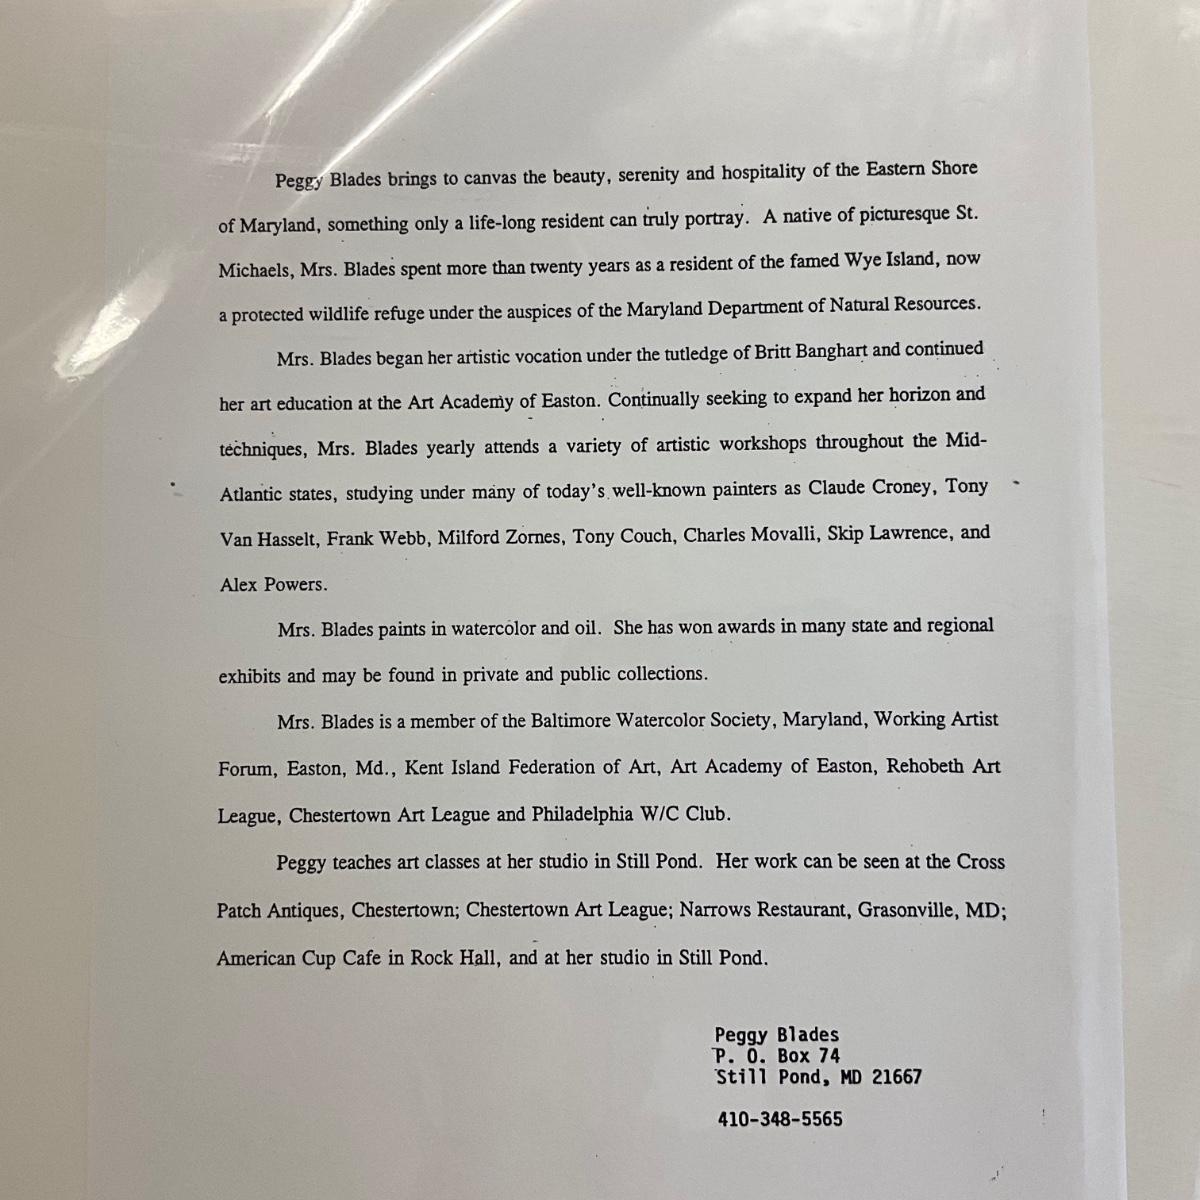 Peggy Blades brings to canvas the beauty, serenity and hospitality of the Eastern Shore
of Maryland, something only a life-long resident can truly portray. A native of picturesque St.
Michaels, Mrs. Blades spent more than twenty years as a resident of the famed Wye Island, now
a protected wildlife refuge under the auspices of the Maryland Department of Natural Resources.
Mrs. Blades began her artistic vocation under the tutledge of Britt Banghart and continued
her art education at the Art Academy of Easton. Continually seeking to expand her horizon and
techniques, Mrs. Blades yearly attends a variety of artistic workshops throughout the Mid-
Atlantic states, studying under many of today's well-known painters as Claude Croney, Tony
Van Hasselt, Frank Webb, Milford Zornes, Tony Couch, Charles Movalli, Skip Lawrence, and
Alex Powers.
Mrs. Blades paints in watercolor and oil. She has won awards in many state and regional
exhibits and may be found in private and public collections.
Mrs. Blades is a member of the Baltimore Watercolor Society, Maryland, Working Artist
Forum, Easton, Md., Kent Island Federation of Art, Art Academy of Easton, Rehobeth Art
League, Chestertown Art League and Philadelphia W/C Club.
Peggy teaches art classes at her studio in Still Pond. Her work can be seen at the Cross
Patch Antiques, Chestertown; Chestertown Art League; Narrows Restaurant, Grasonville, MD;
American Cup Cafe in Rock Hall, and at her studio in Still Pond.
Peggy Blades
P. O. Box 74
Still Pond, MD 21667
410-348-5565